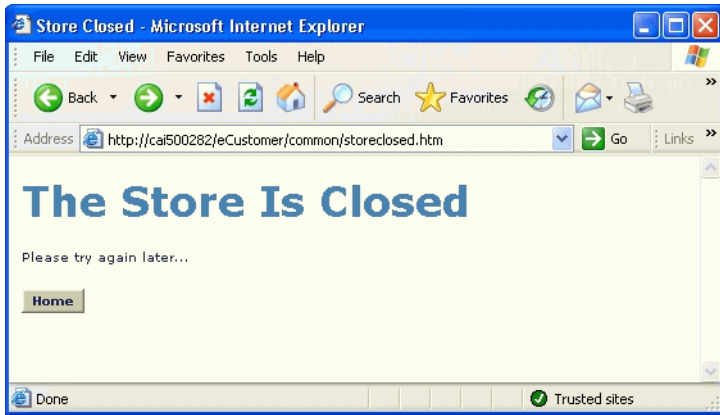 Store Closed - Microsoft Internet Explorer
File Edit View Favorites Tools Help
Back Search Favorites »
Address http://cai500282/eCustomer/common/storeclosed.htm Go Links »
The Store Is Closed
Please try again later...
Home
Done Trusted sites